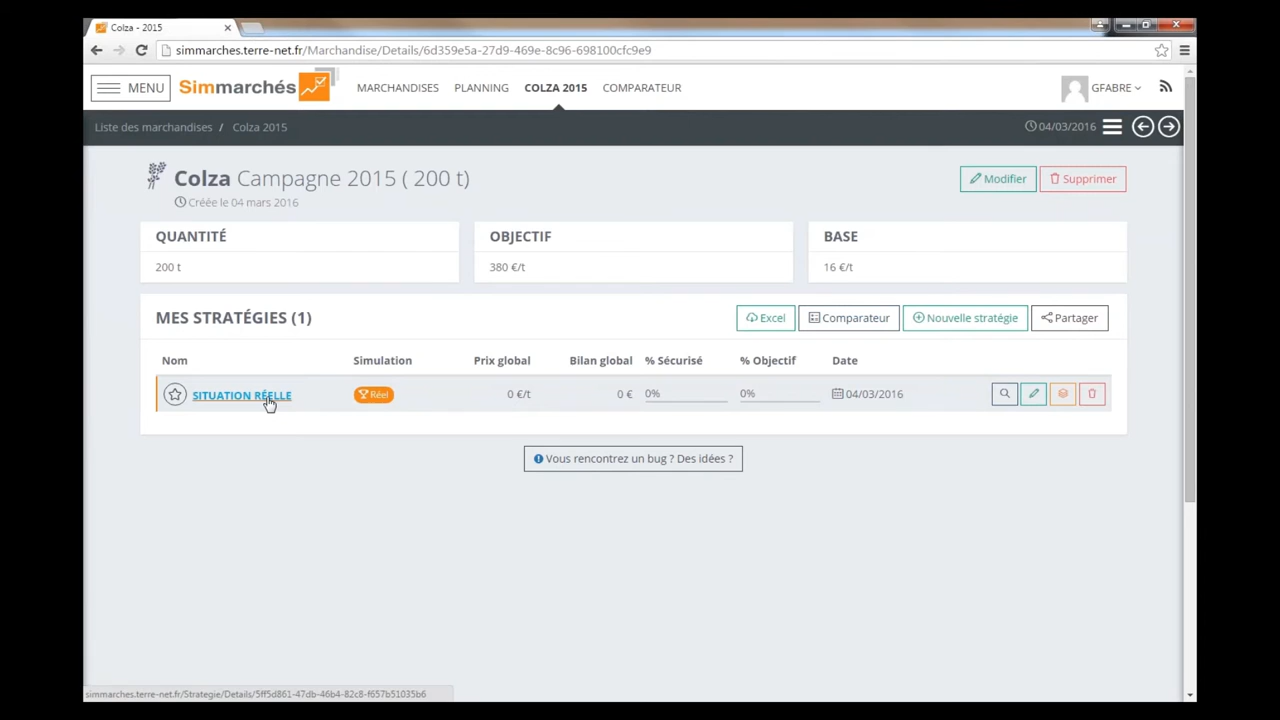 Colza - 2015
simmarches.terre-net.fr/Marchandise/Details/6d359e5a-27d9-469e-8c96-698100cfc9e9
MENU Simmarchés MARCHANDISES PLANNING COLZA 2015 COMPARATEUR GFABRE
Liste des marchandises / Colza 2015 04/03/2016
Colza Campagne 2015 ( 200 t) Modifier Supprimer
Créée le 04 mars 2016
QUANTITÉ OBJECTIF BASE
200 t 380 €/t 16 €/t
MES STRATÉGIES (1) Excel Comparateur Nouvelle stratégie Partager
Nom Simulation Prix global Bilan global % Sécurisé % Objectif Date
SITUATION RÉELLE Réel 0 €/t 0 € 0% 0% 04/03/2016
Vous rencontrez un bug ? Des idées ?
simmarches.terre-net.fr/Strategie/Details/5ff5d861-47db-46b4-82c8-f657b51035b6